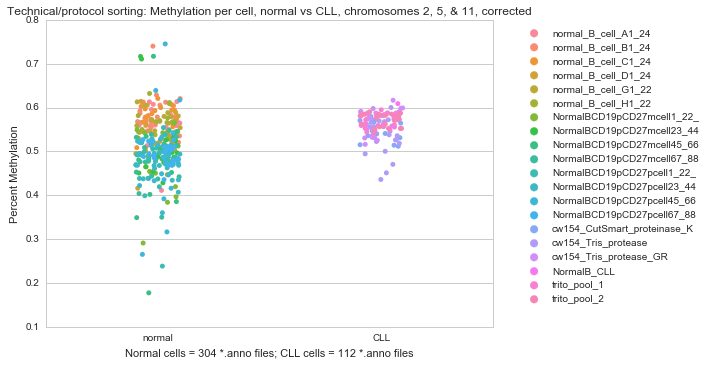 Technical/protocol sorting: Methylation per cell, normal vs CLL, chromosomes 2, 5, & 11, corrected
0.8
0.7
0.6
0.5
0.4
0.3
0.2
0.1
Percent Methylation
normal
CLL
Normal cells = 304 *.anno files; CLL cells = 112 *.anno files
normal_B_cell_A1_24
normal_B_cell_B1_24
normal_B_cell_C1_24
normal_B_cell_D1_24
normal_B_cell_G1_22
normal_B_cell_H1_22
NormalBCD19pCD27mcell1_22_
NormalBCD19pCD27mcell23_44
NormalBCD19pCD27mcell45_66
NormalBCD19pCD27mcell67_88
NormalBCD19pCD27pcell1_22_
NormalBCD19pCD27pcell23_44
NormalBCD19pCD27pcell45_66
NormalBCD19pCD27pcell67_88
cw154_CutSmart_proteinase_K
cw154_Tris_protease
cw154_Tris_protease_GR
NormalB_CLL
trito_pool_1
trito_pool_2